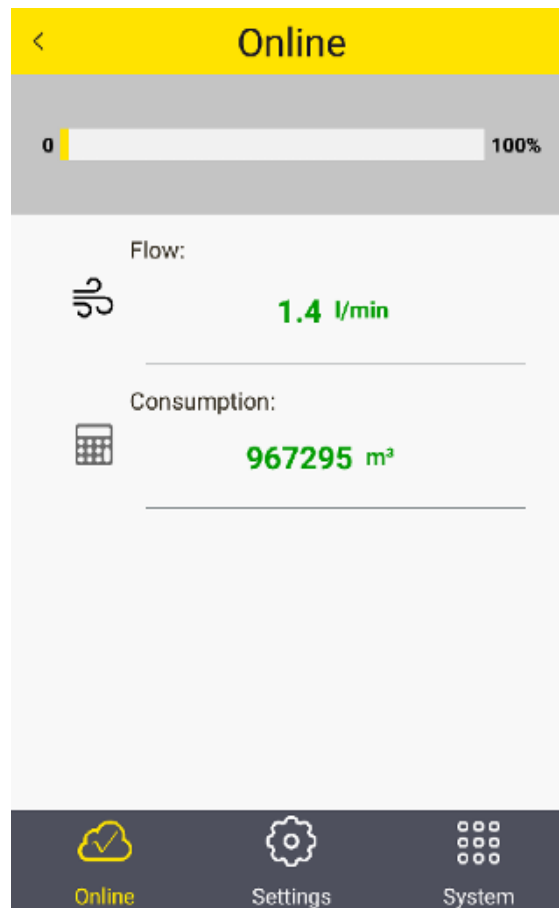 Online
0 100%
Flow:
1.4 l/min
Consumption:
967295 m³
Online Settings System